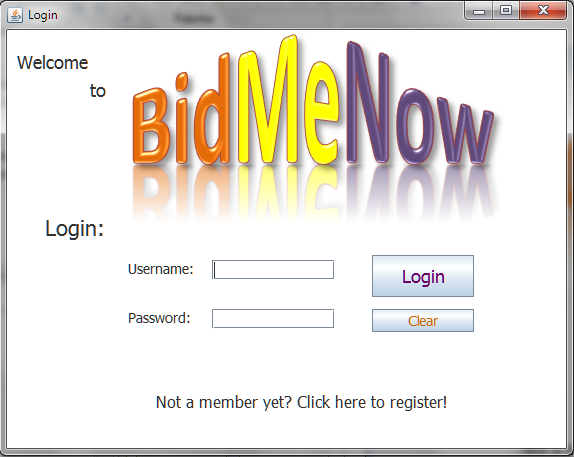 Login
Welcome
to
BidMeNow
Login:
Username:
Login
Password:
Clear
Not a member yet? Click here to register!